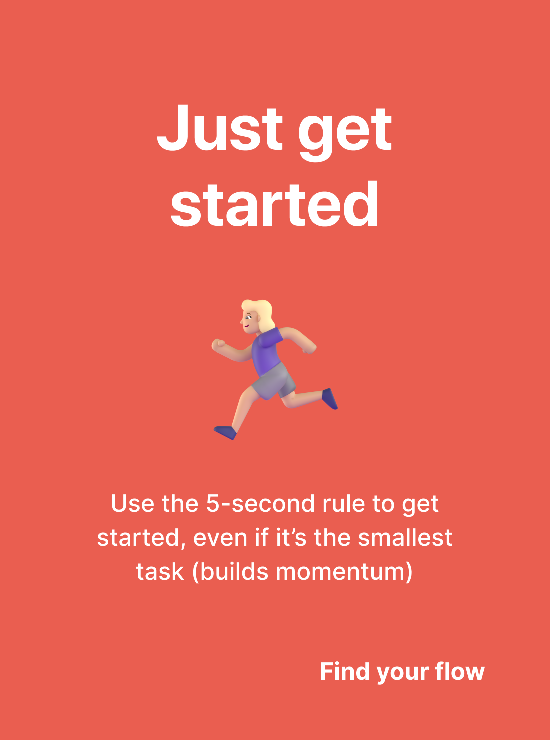 Just get
started
Use the 5-second rule to get
started, even if it’s the smallest
task (builds momentum)
Find your flow